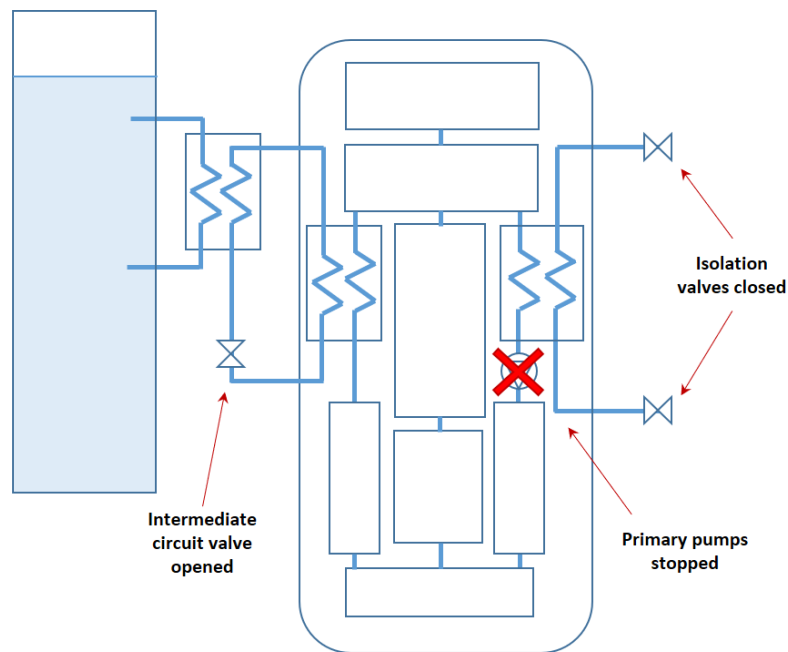 Isolation
valves closed
Intermediate
circuit valve
opened
Primary pumps
stopped